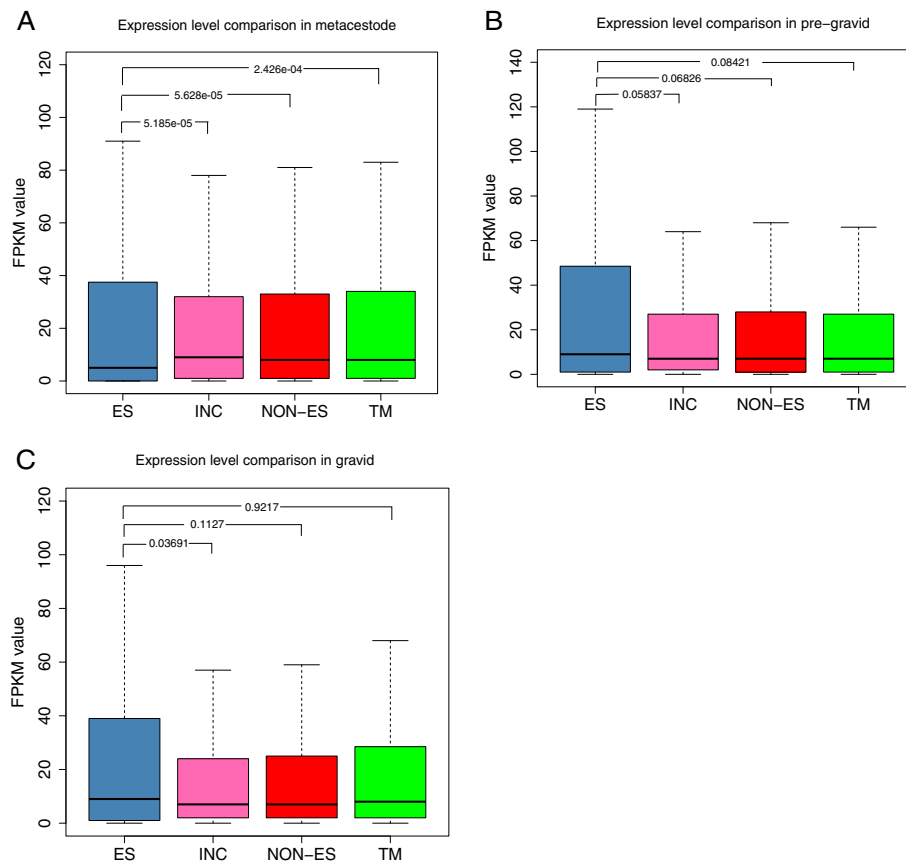 A
Expression level comparison in metacestode
FPKM value
120
100
80
60
40
20
0
2.426e-04
5.628e-05
5.185e-05
ES INC NON-ES TM
B
Expression level comparison in pre-gravid
FPKM value
140
120
100
80
60
40
20
0
0.08421
0.06826
0.05837
ES INC NON-ES TM
C
Expression level comparison in gravid
FPKM value
120
100
80
60
40
20
0
0.9217
0.1127
0.03691
ES INC NON-ES TM